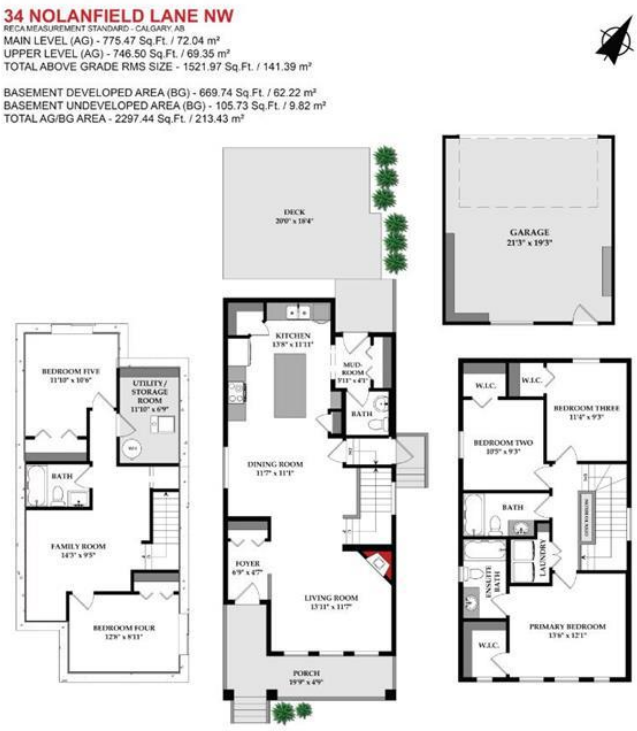 34 NOLANFIELD LANE NW
RECA MEASUREMENT STANDARD - CALGARY, AB
MAIN LEVEL (AG) - 775.47 Sq.Ft. / 72.04 m²
UPPER LEVEL (AG) - 746.50 Sq.Ft. / 69.35 m²
TOTAL ABOVE GRADE RMS SIZE - 1521.97 Sq.Ft. / 141.39 m²
BASEMENT DEVELOPED AREA (BG) - 669.74 Sq.Ft. / 62.22 m²
BASEMENT UNDEVELOPED AREA (BG) - 105.73 Sq.Ft. / 9.82 m²
TOTAL AG/BG AREA - 2297.44 Sq.Ft. / 213.43 m²
DECK
20'0" x 18'4"
GARAGE
21'3" x 19'3"
BEDROOM FIVE
11'10" x 10'6"
UTILITY /
STORAGE
ROOM
11'10" x 6'9"
BATH
FAMILY ROOM
14'3" x 9'5"
BEDROOM FOUR
12'8" x 8'11"
KITCHEN
13'8" x 11'11"
MUD-
ROOM
5'11" x 4'1"
BATH
DINING ROOM
11'7" x 11'1"
FOYER
6'9" x 4'7"
LIVING ROOM
13'11" x 11'7"
PORCH
19'9" x 4'9"
W.I.C.
W.I.C.
BEDROOM THREE
11'4" x 9'3"
BEDROOM TWO
10'5" x 9'3"
BATH
LAUNDRY
ENSUITE
BATH
PRIMARY BEDROOM
13'6" x 12'1"
W.I.C.